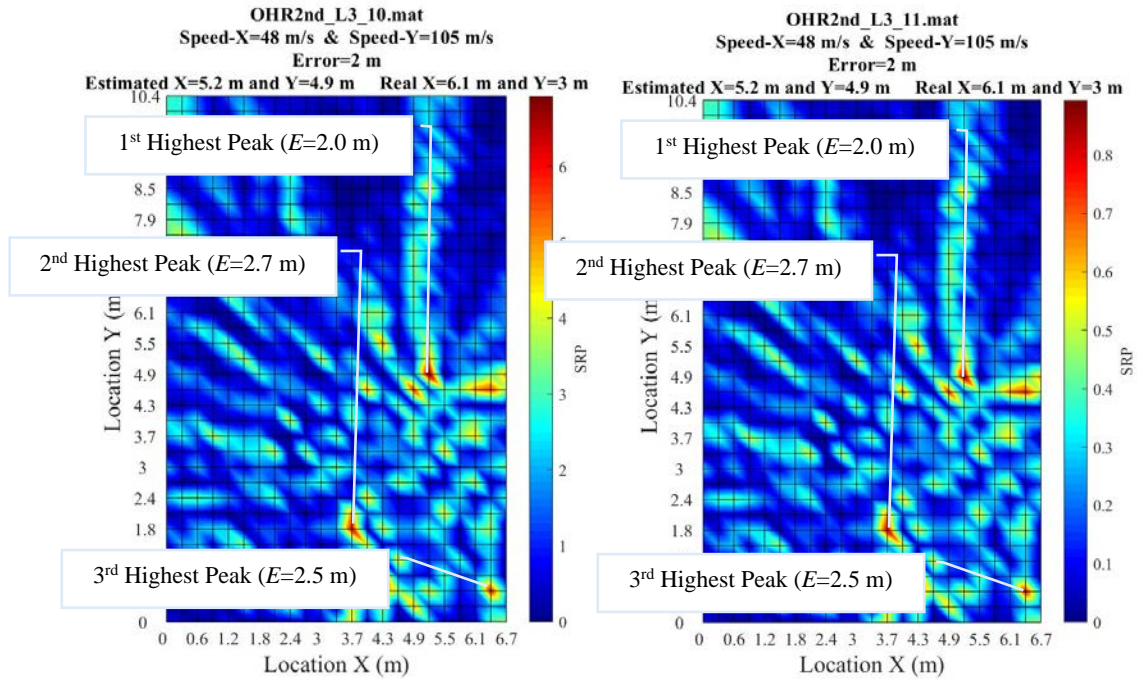 OHR2nd_L3_10.mat
Speed-X=48 m/s & Speed-Y=105 m/s
Error=2 m
Estimated X=5.2 m and Y=4.9 m Real X=6.1 m and Y=3 m
1st Highest Peak (E=2.0 m)
2nd Highest Peak (E=2.7 m)
3rd Highest Peak (E=2.5 m)
10.4
8.5
7.9
6.1
5.5
4.9
4.3
3.7
3
2.4
1.8
0
Location Y (m
0 0.6 1.2 1.8 2.4 3 3.7 4.3 4.9 5.5 6.1 6.7
Location X (m)
6
4
3
2
1
0
SRP
OHR2nd_L3_11.mat
Speed-X=48 m/s & Speed-Y=105 m/s
Error=2 m
Estimated X=5.2 m and Y=4.9 m Real X=6.1 m and Y=3 m
1st Highest Peak (E=2.0 m)
2nd Highest Peak (E=2.7 m)
3rd Highest Peak (E=2.5 m)
10.4
8.5
7.9
6.1
5.5
4.9
4.3
3.7
3
2.4
1.8
0
Location Y (m
0 0.6 1.2 1.8 2.4 3 3.7 4.3 4.9 5.5 6.1 6.7
Location X (m)
0.8
0.7
0.6
0.5
0.4
0.3
0.2
0.1
0
SRP